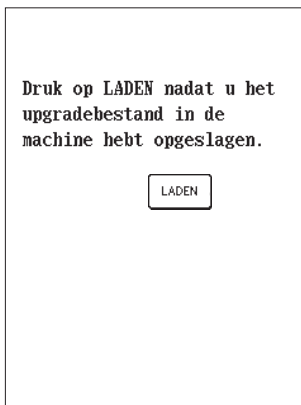 Druk op LADEN nadat u het
upgradebestand in de
machine hebt opgeslagen.
LADEN